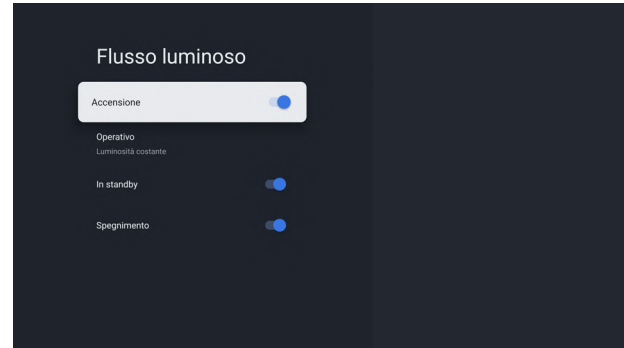 Flusso luminoso
Accensione
Operativo
Luminosità costante
In standby
Spegnimento